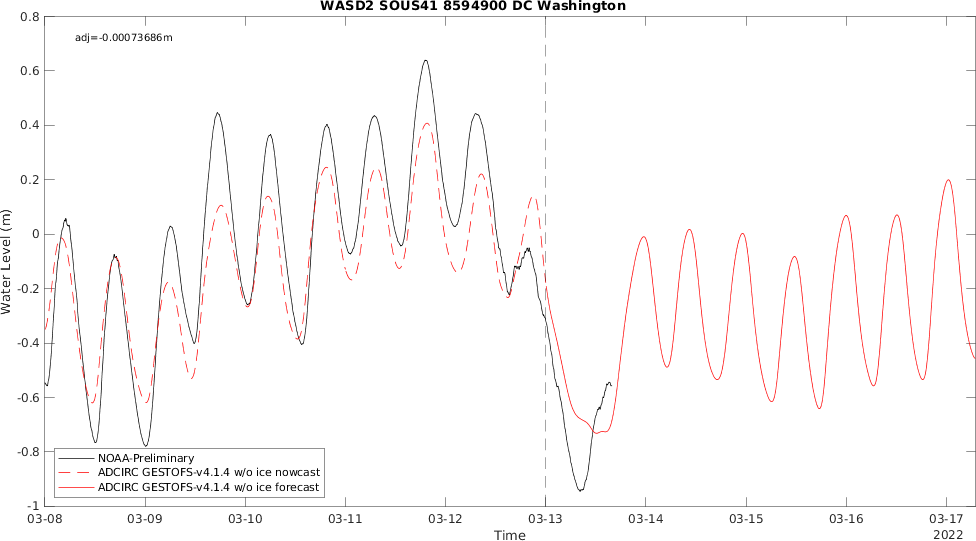 WASD2 SOUS41 8594900 DC Washington
adj=-0.00073686m
0.8
0.6
0.4
0.2
0
-0.2
-0.4
-0.6
-0.8
-1
Water Level (m)
NOAA-Preliminary
ADCIRC GESTOFS-v4.1.4 w/o ice nowcast
ADCIRC GESTOFS-v4.1.4 w/o ice forecast
03-08 03-09 03-10 03-11 03-12 03-13 03-14 03-15 03-16 03-17
Time
2022